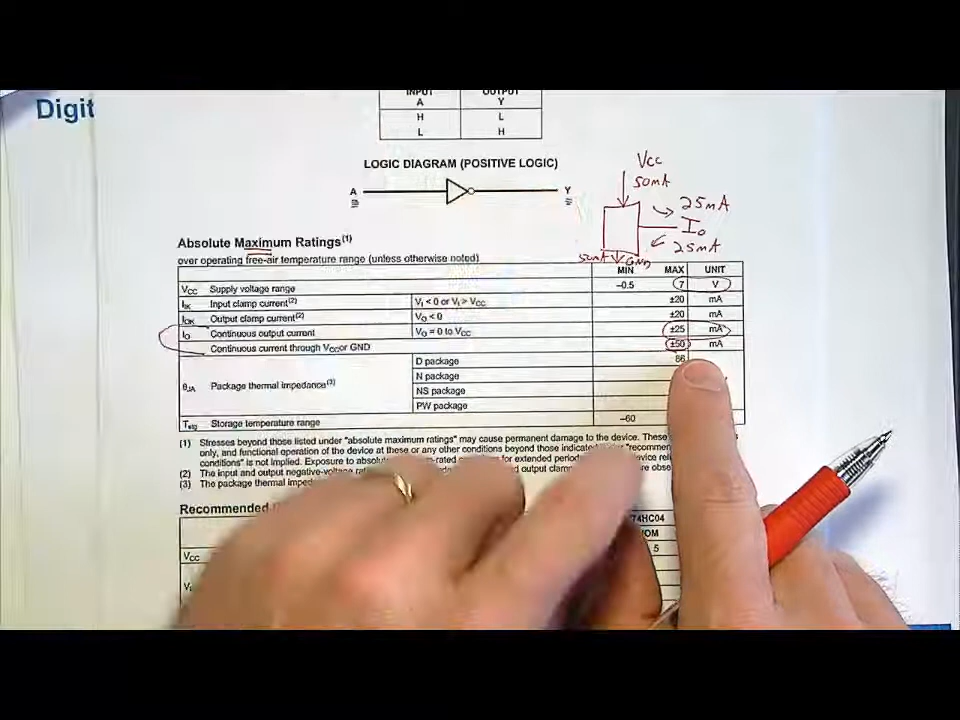 Digit
INPUT OUTPUT
A Y
H L
L H
LOGIC DIAGRAM (POSITIVE LOGIC)
A Y
Vcc
50mA
25mA
Io
25mA
50mA GND
Absolute Maximum Ratings(1)
over operating free-air temperature range (unless otherwise noted)
MIN MAX UNIT
VCC Supply voltage range –0.5 7 V
IIK Input clamp current(2) VI < 0 or VI > VCC ±20 mA
IOK Output clamp current(2) VO < 0 ±20 mA
IO Continuous output current VO = 0 to VCC ±25 mA
Continuous current through VCC or GND ±50 mA
θJA Package thermal impedance(3) D package 86
N package
NS package
PW package
Tstg Storage temperature range –60
(1) Stresses beyond those listed under "absolute maximum ratings" may cause permanent damage to the device. These
only, and functional operation of the device at these or any other conditions beyond those indicated
conditions" is not implied. Exposure to for extended
(2) The input and output negative-voltage and output
(3) The package thermal
Recommended
74HC04
NOM
VCC 5